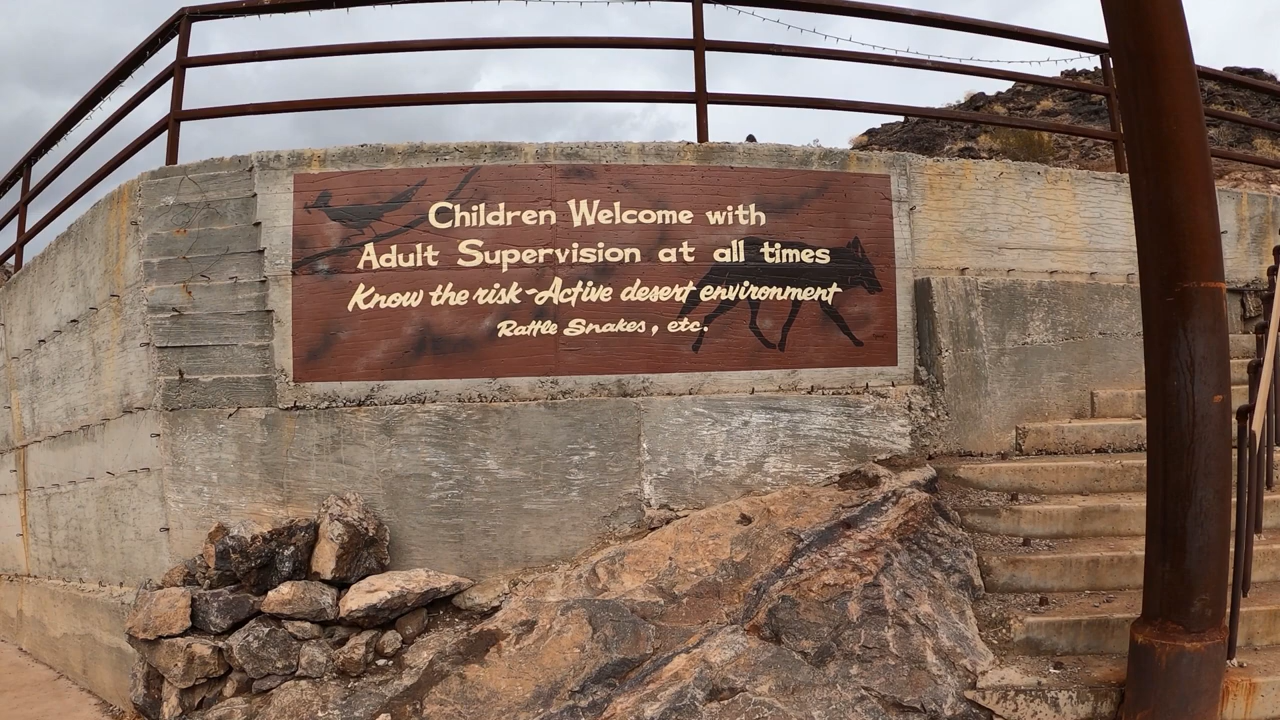 Children Welcome with
Adult Supervision at all times
Know the risk-Active desert environment
Rattle Snakes, etc.